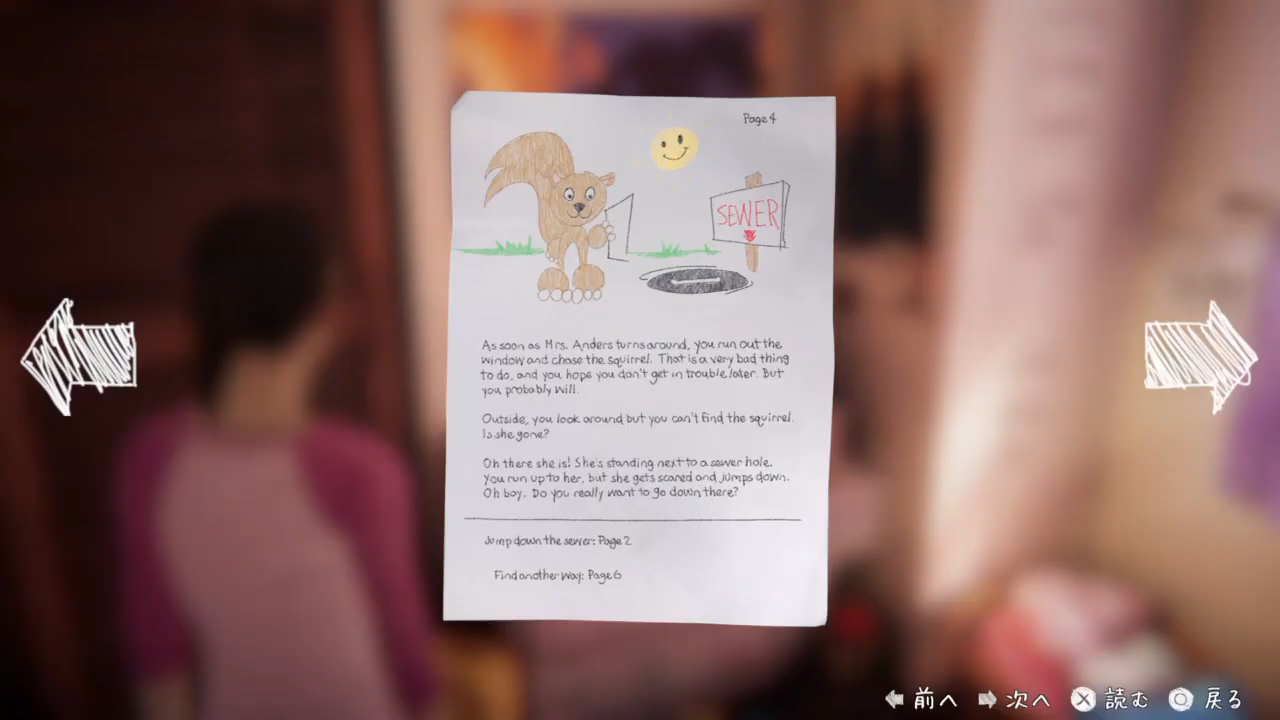 Page 4
SEWER
As soon as Mrs. Anders turns around, you run out the
window and chase the squirrel. That is a very bad thing
to do, and you hope you don't get in trouble later. But
you probably will.
Outside, you look around but you can't find the squirrel.
Is she gone?
Oh there she is! She's standing next to a sewer hole.
You run up to her, but she gets scared and jumps down.
Oh boy. Do you really want to go down there?
Jump down the sewer: Page 2
Find another way: Page 6
前へ 次へ 読む 戻る